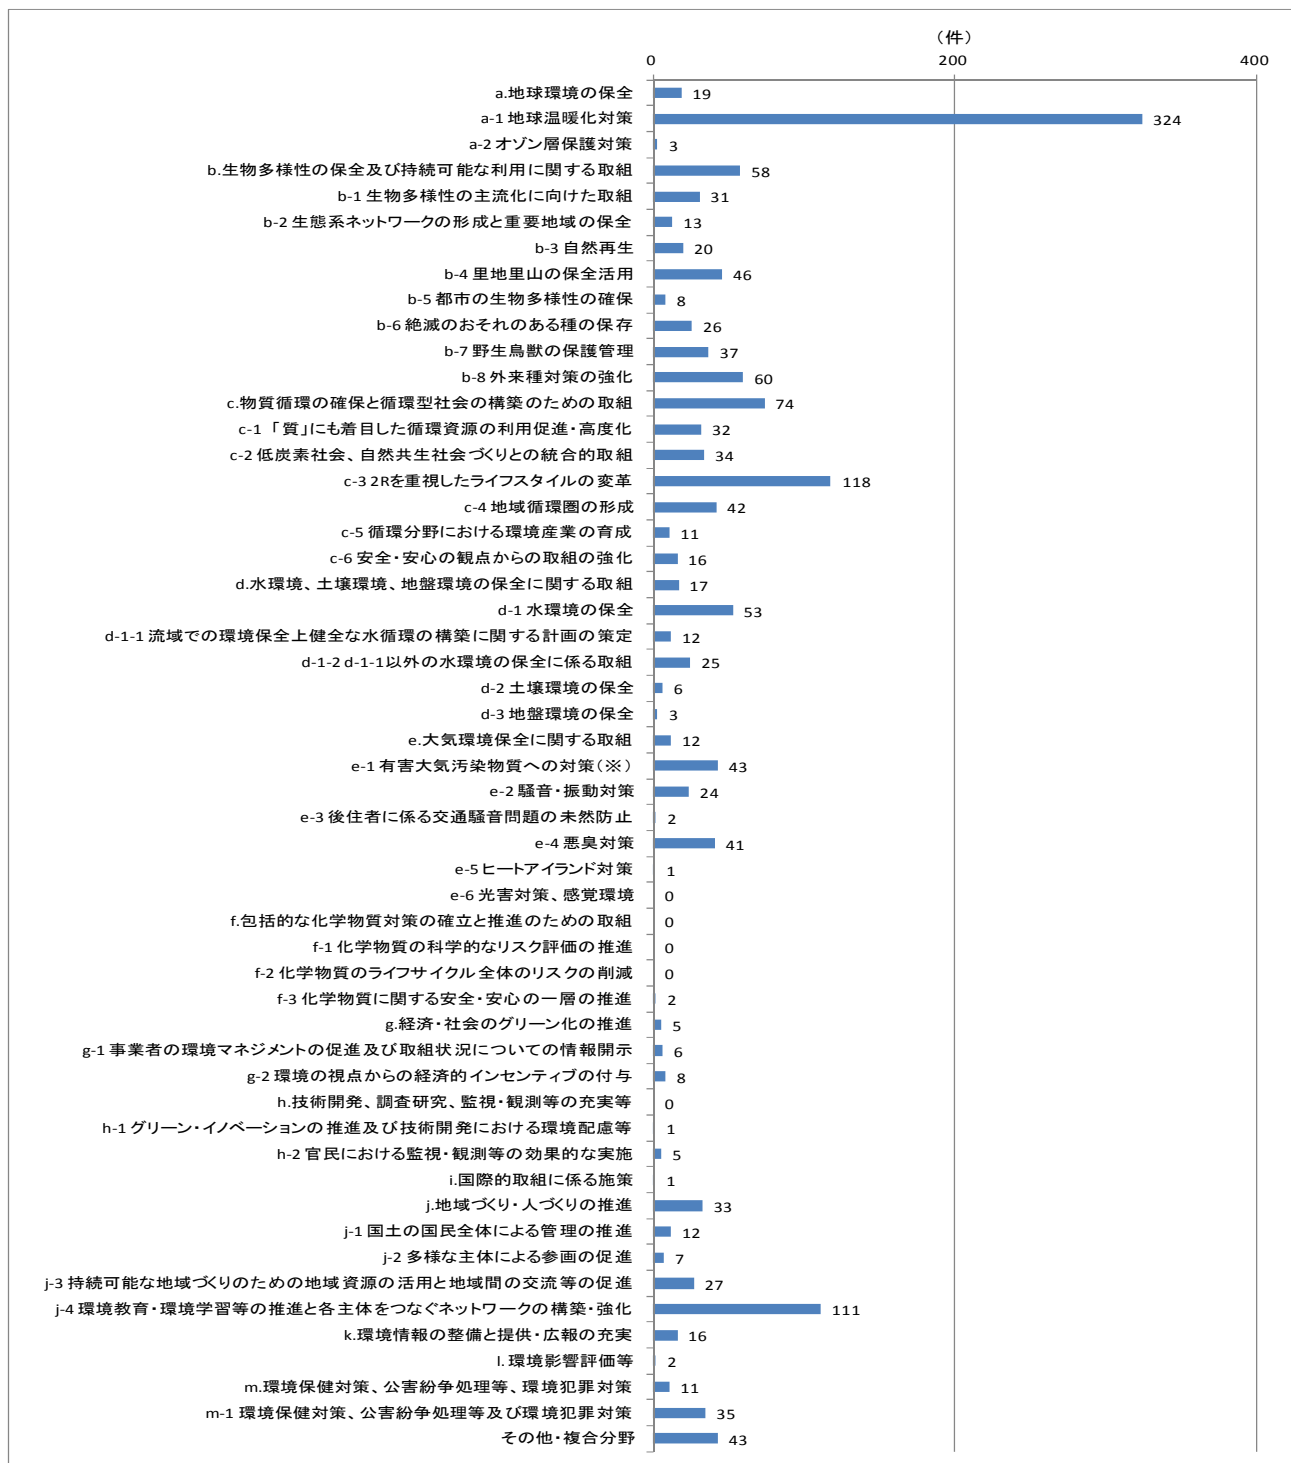 （件）
0 200 400
a.地球環境の保全 19
a-1 地球温暖化対策 324
a-2 オゾン層保護対策 3
b.生物多様性の保全及び持続可能な利用に関する取組 58
b-1 生物多様性の主流化に向けた取組 31
b-2 生態系ネットワークの形成と重要地域の保全 13
b-3 自然再生 20
b-4 里地里山の保全活用 46
b-5 都市の生物多様性の確保 8
b-6 絶滅のおそれのある種の保存 26
b-7 野生鳥獣の保護管理 37
b-8 外来種対策の強化 60
c.物質循環の確保と循環型社会の構築のための取組 74
c-1 「質」にも着目した循環資源の利用促進・高度化 32
c-2 低炭素社会、自然共生社会づくりとの統合的取組 34
c-3 2Rを重視したライフスタイルの変革 118
c-4 地域循環圏の形成 42
c-5 循環分野における環境産業の育成 11
c-6 安全・安心の観点からの取組の強化 16
d.水環境、土壌環境、地盤環境の保全に関する取組 17
d-1 水環境の保全 53
d-1-1 流域での環境保全上健全な水循環の構築に関する計画の策定 12
d-1-2 d-1-1以外の水環境の保全に係る取組 25
d-2 土壌環境の保全 6
d-3 地盤環境の保全 3
e.大気環境保全に関する取組 12
e-1 有害大気汚染物質への対策（※） 43
e-2 騒音・振動対策 24
e-3 後住者に係る交通騒音問題の未然防止 2
e-4 悪臭対策 41
e-5 ヒートアイランド対策 1
e-6 光害対策、感覚環境 0
f.包括的な化学物質対策の確立と推進のための取組 0
f-1 化学物質の科学的なリスク評価の推進 0
f-2 化学物質のライフサイクル全体のリスクの削減 0
f-3 化学物質に関する安全・安心の一層の推進 2
g.経済・社会のグリーン化の推進 5
g-1 事業者の環境マネジメントの促進及び取組状況についての情報開示 6
g-2 環境の視点からの経済的インセンティブの付与 8
h.技術開発、調査研究、監視・観測等の充実等 0
h-1 グリーン・イノベーションの推進及び技術開発における環境配慮等 1
h-2 官民における監視・観測等の効果的な実施 5
i.国際的取組に係る施策 1
j.地域づくり・人づくりの推進 33
j-1 国土の国民全体による管理の推進 12
j-2 多様な主体による参画の促進 7
j-3 持続可能な地域づくりのための地域資源の活用と地域間の交流等の促進 27
j-4 環境教育・環境学習等の推進と各主体をつなぐネットワークの構築・強化 111
k.環境情報の整備と提供・広報の充実 16
l.環境影響評価等 2
m.環境保健対策、公害紛争処理等、環境犯罪対策 11
m-1 環境保健対策、公害紛争処理等及び環境犯罪対策 35
その他・複合分野 43